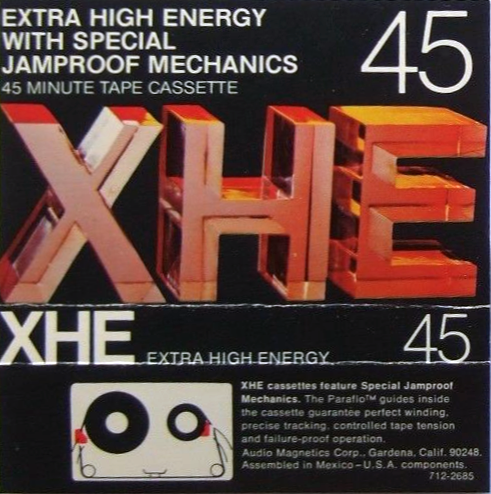 EXTRA HIGH ENERGY
WITH SPECIAL
JAMPROOF MECHANICS
45 MINUTE TAPE CASSETTE
45
XHE
XHE EXTRA HIGH ENERGY 45
XHE cassettes feature Special Jamproof
Mechanics. The Paraflo™ guides inside
the cassette guarantee perfect winding,
precise tracking, controlled tape tension
and failure-proof operation.
Audio Magnetics Corp., Gardena, Calif. 90248.
Assembled in Mexico-U.S.A. components.
712-2685